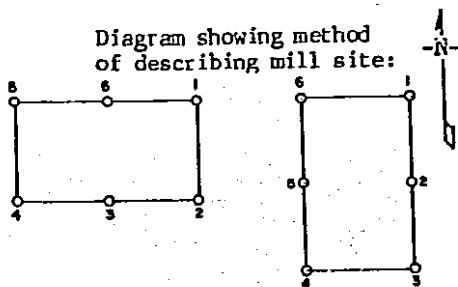 Diagram showing method
of describing mill site:
N
5 6 1
4 3 2
6 1
5 2
4 3